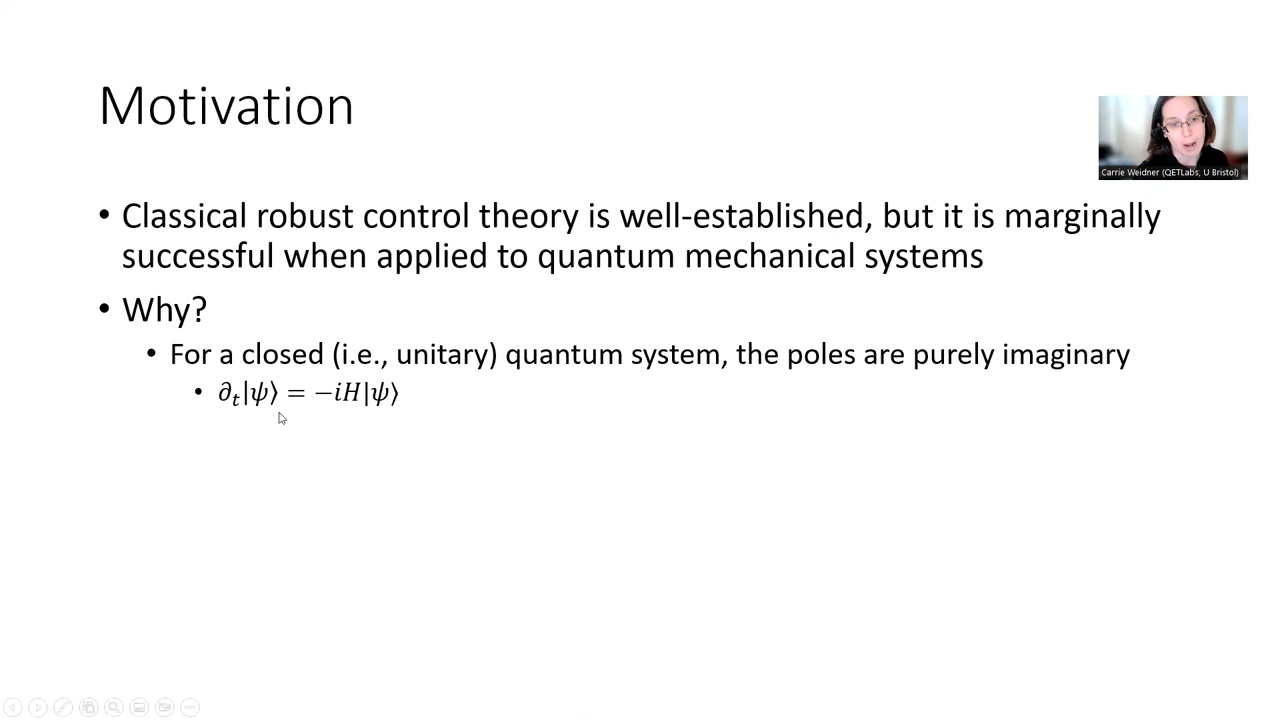 Motivation
Carrie Weidner (QETLabs, U Bristol)
• Classical robust control theory is well-established, but it is marginally
successful when applied to quantum mechanical systems
• Why?
• For a closed (i.e., unitary) quantum system, the poles are purely imaginary
• ∂ₜ|ψ⟩ = −iH|ψ⟩